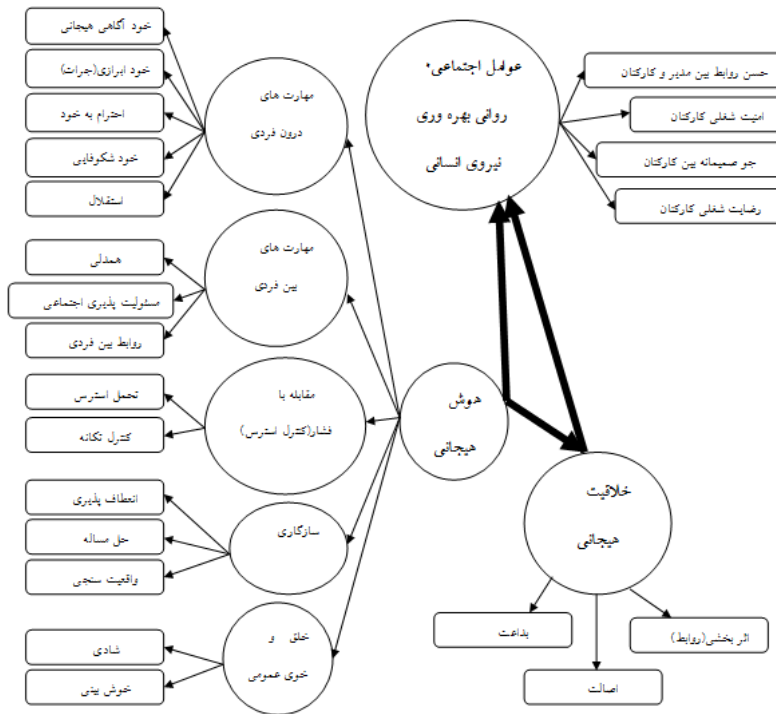 عوامل اجتماعی-
روانی بهره وری
نیروی انسانی
حسن روابط بین مدیر و کارکنان
امنیت شغلی کارکنان
جو صمیمانه بین کارکنان
رضایت شغلی کارکنان
مهارت های
درون فردی
خود آگاهی هیجانی
خود ابرازی(جرات)
احترام به خود
خود شکوفایی
استقلال
مهارت های
بین فردی
همدلی
مسئولیت پذیری اجتماعی
روابط بین فردی
هوش
هیجانی
مقابله با
فشار(کنترل استرس)
تحمل استرس
کنترل تکانه
سازگاری
انعطاف پذیری
حل مساله
واقعیت سنجی
خلق و
خوی عمومی
شادی
خوش بینی
خلاقیت
هیجانی
اثر بخشی(روابط)
اصالت
بداعت